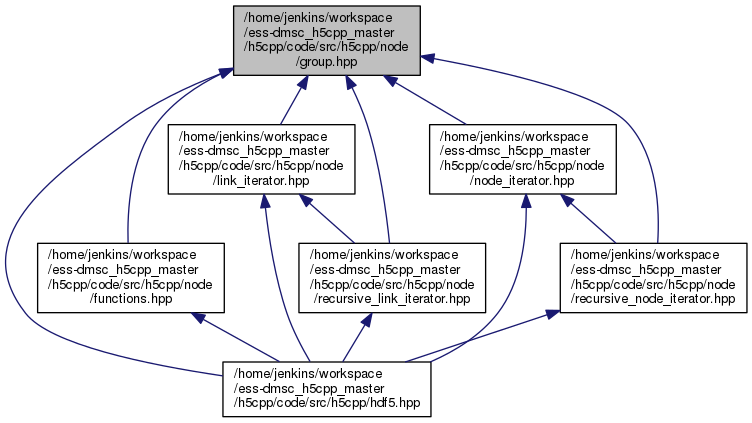 /home/jenkins/workspace
/ess-dmsc_h5cpp_master
/h5cpp/code/src/h5cpp/node
/group.hpp
/home/jenkins/workspace
/ess-dmsc_h5cpp_master
/h5cpp/code/src/h5cpp/node
/link_iterator.hpp
/home/jenkins/workspace
/ess-dmsc_h5cpp_master
/h5cpp/code/src/h5cpp/node
/node_iterator.hpp
/home/jenkins/workspace
/ess-dmsc_h5cpp_master
/h5cpp/code/src/h5cpp/node
/functions.hpp
/home/jenkins/workspace
/ess-dmsc_h5cpp_master
/h5cpp/code/src/h5cpp/node
/recursive_link_iterator.hpp
/home/jenkins/workspace
/ess-dmsc_h5cpp_master
/h5cpp/code/src/h5cpp/node
/recursive_node_iterator.hpp
/home/jenkins/workspace
/ess-dmsc_h5cpp_master
/h5cpp/code/src/h5cpp/hdf5.hpp